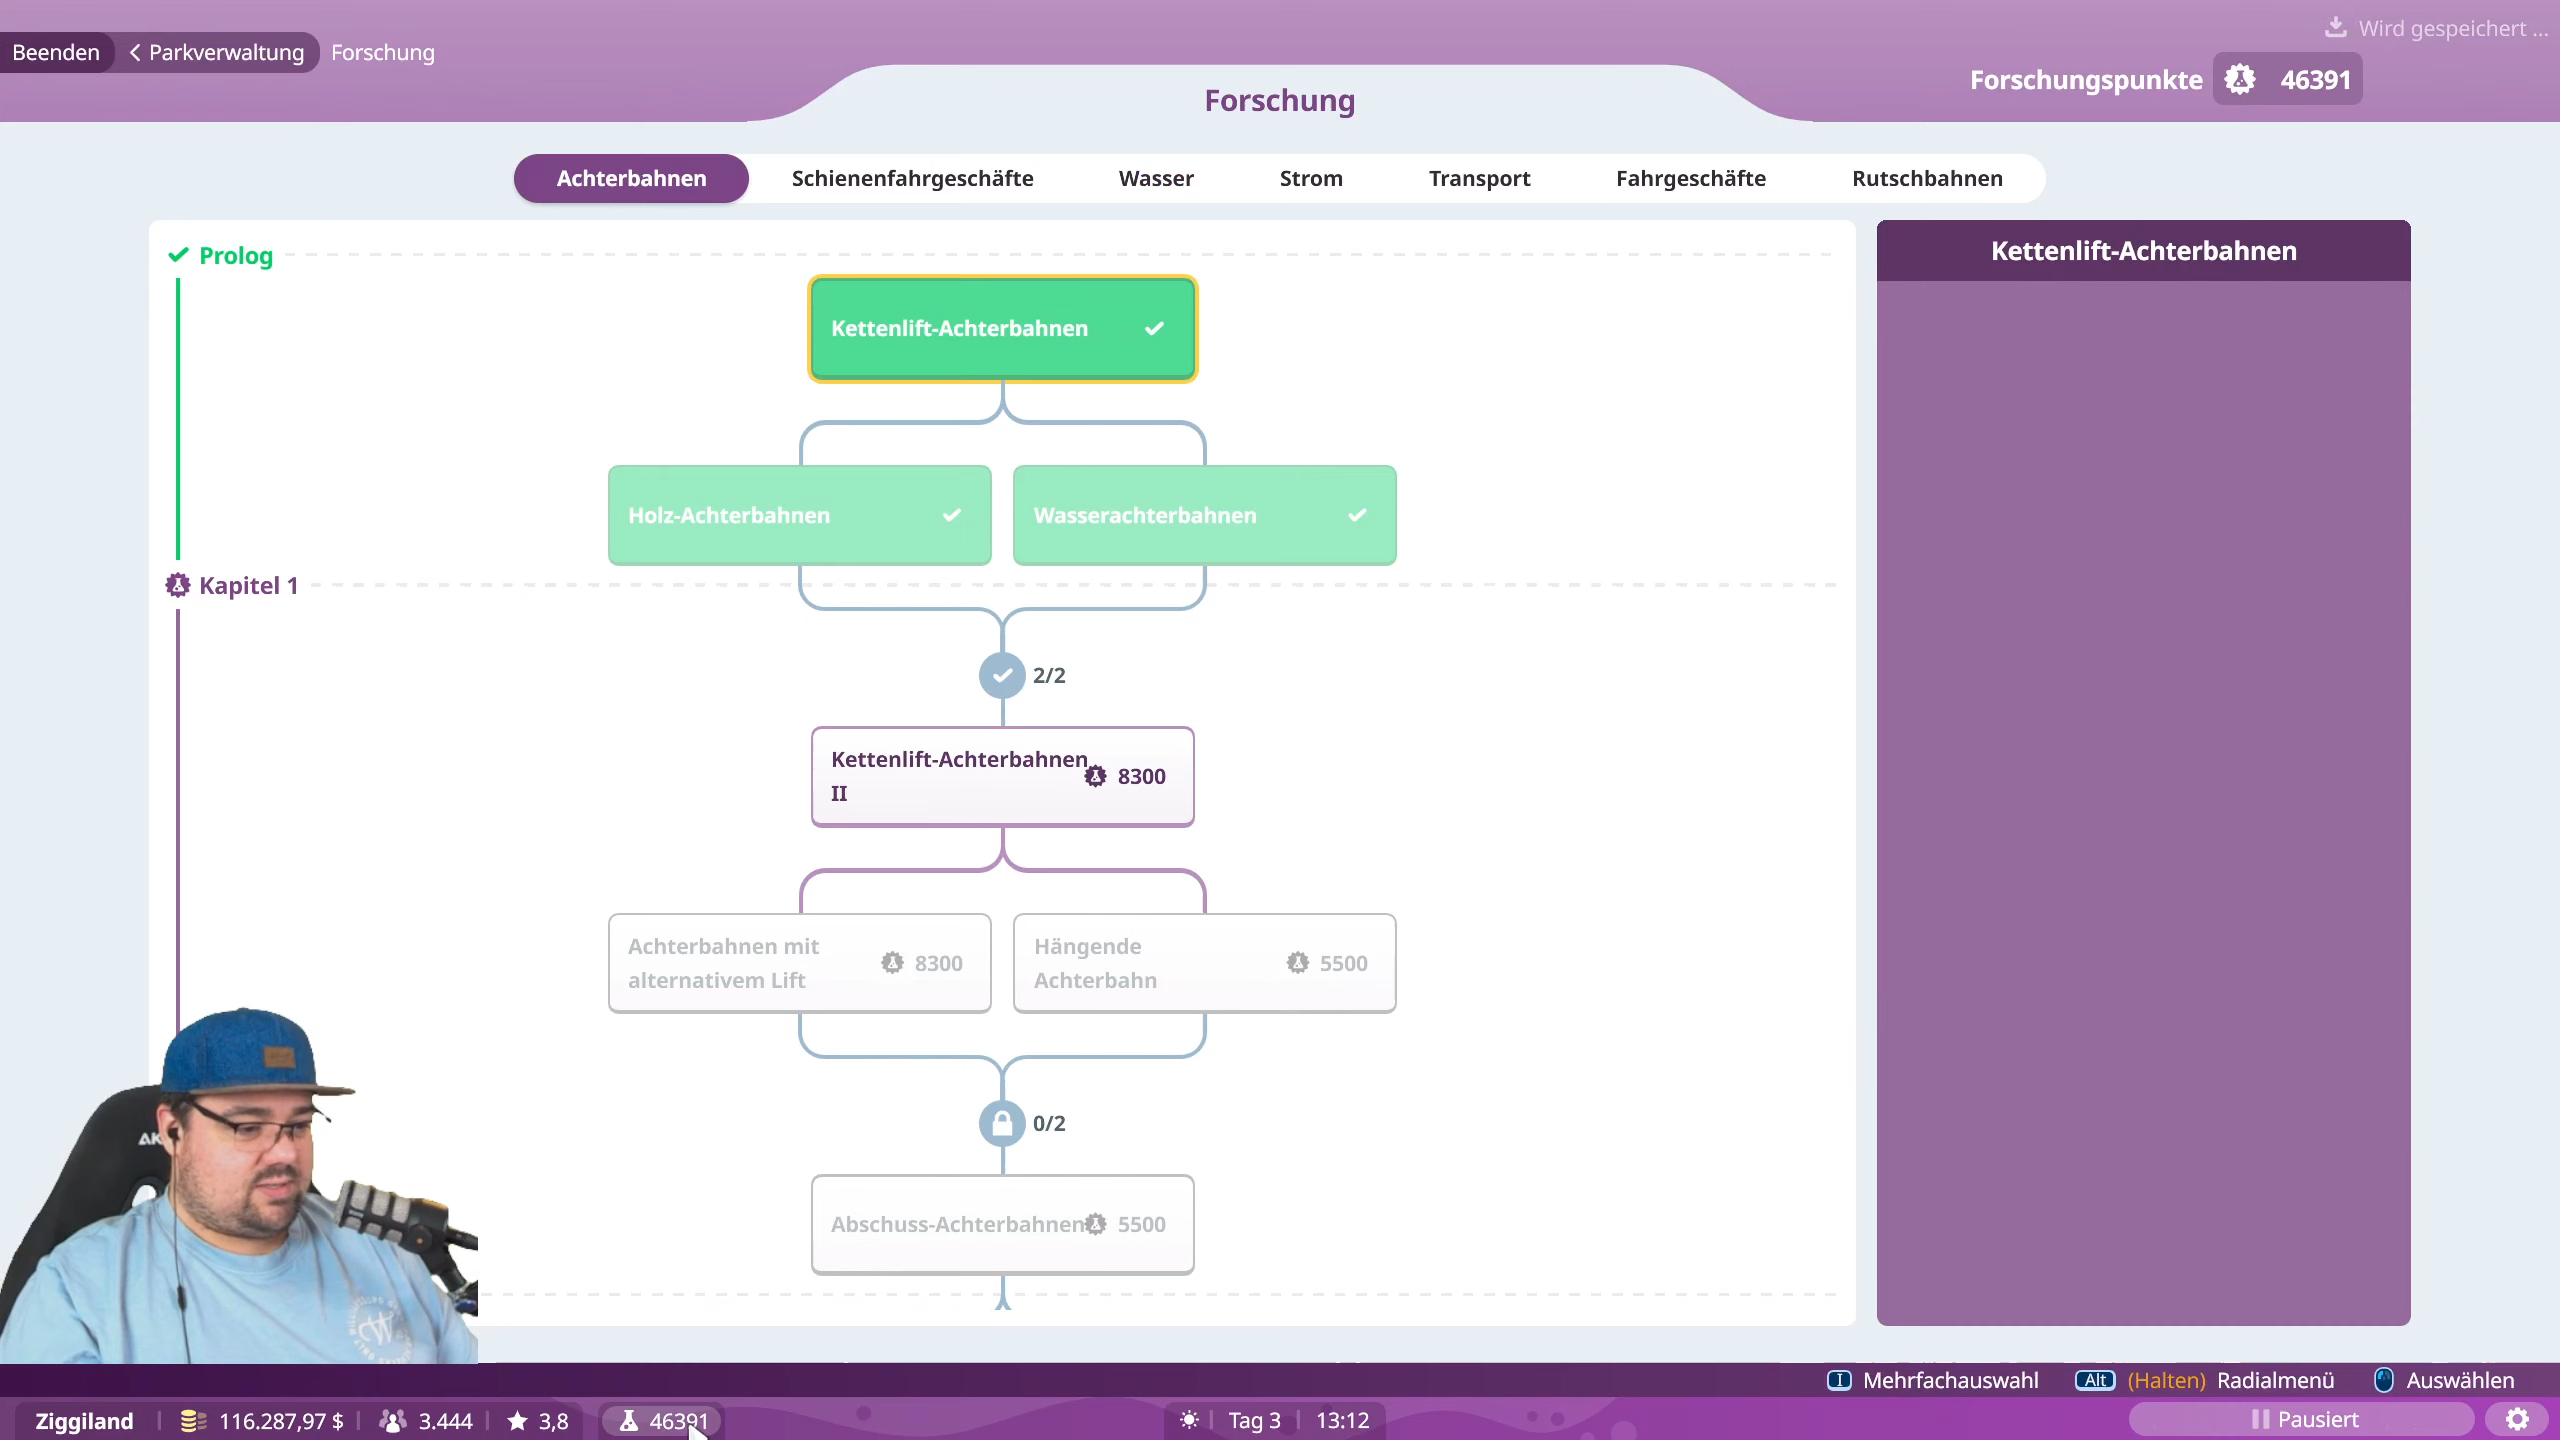 Wird gespeichert ...
Beenden
Parkverwaltung
Forschung
Forschungspunkte 46391
Forschung
Achterbahnen
Schienenfahrgeschäfte
Wasser
Strom
Transport
Fahrgeschäfte
Rutschbahnen
Prolog
Kettenlift-Achterbahnen
Kettenlift-Achterbahnen
Holz-Achterbahnen
Wasserachterbahnen
Kapitel 1
2/2
Kettenlift-Achterbahnen
II
8300
Achterbahnen mit
alternativem Lift
8300
Hängende
Achterbahn
5500
0/2
Abschuss-Achterbahnen
5500
AK
I Mehrfachauswahl
Alt (Halten) Radialmenü
Auswählen
Ziggiland
116.287,97 $
3.444
3,8
46391
Tag 3
13:12
Pausiert